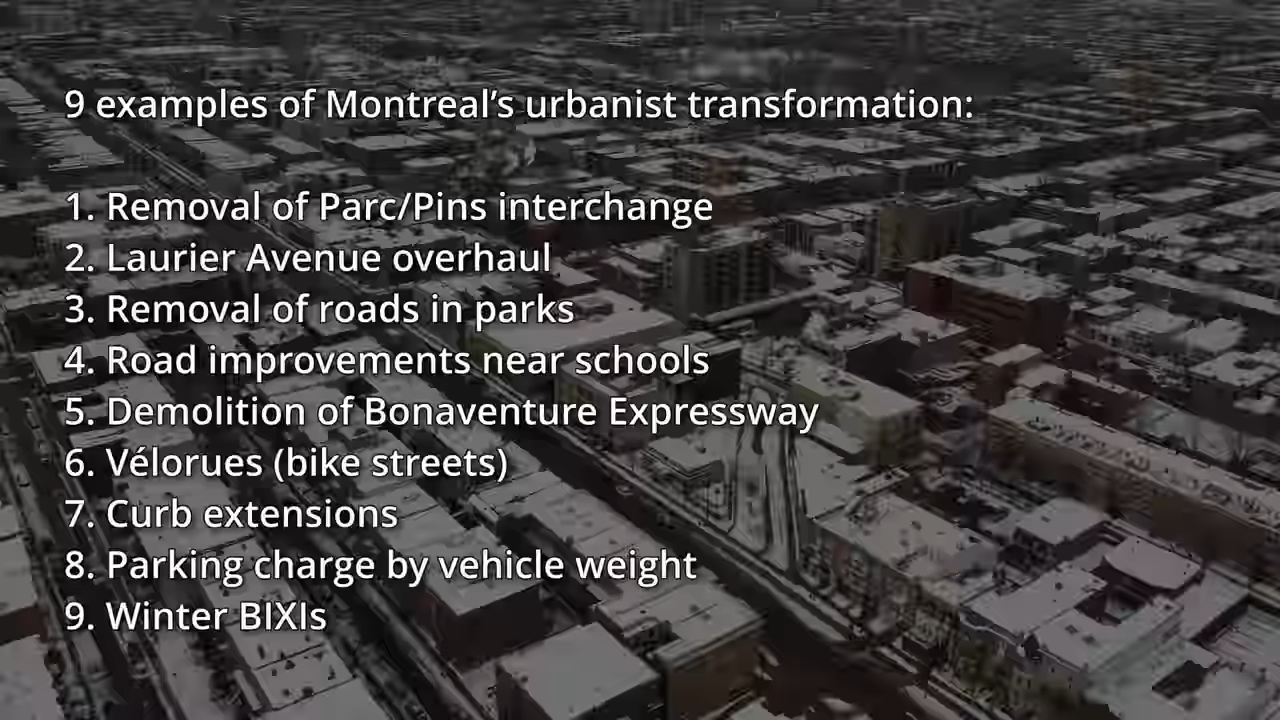 9 examples of Montreal’s urbanist transformation:
1. Removal of Parc/Pins interchange
2. Laurier Avenue overhaul
3. Removal of roads in parks
4. Road improvements near schools
5. Demolition of Bonaventure Expressway
6. Vélorues (bike streets)
7. Curb extensions
8. Parking charge by vehicle weight
9. Winter BIXIs